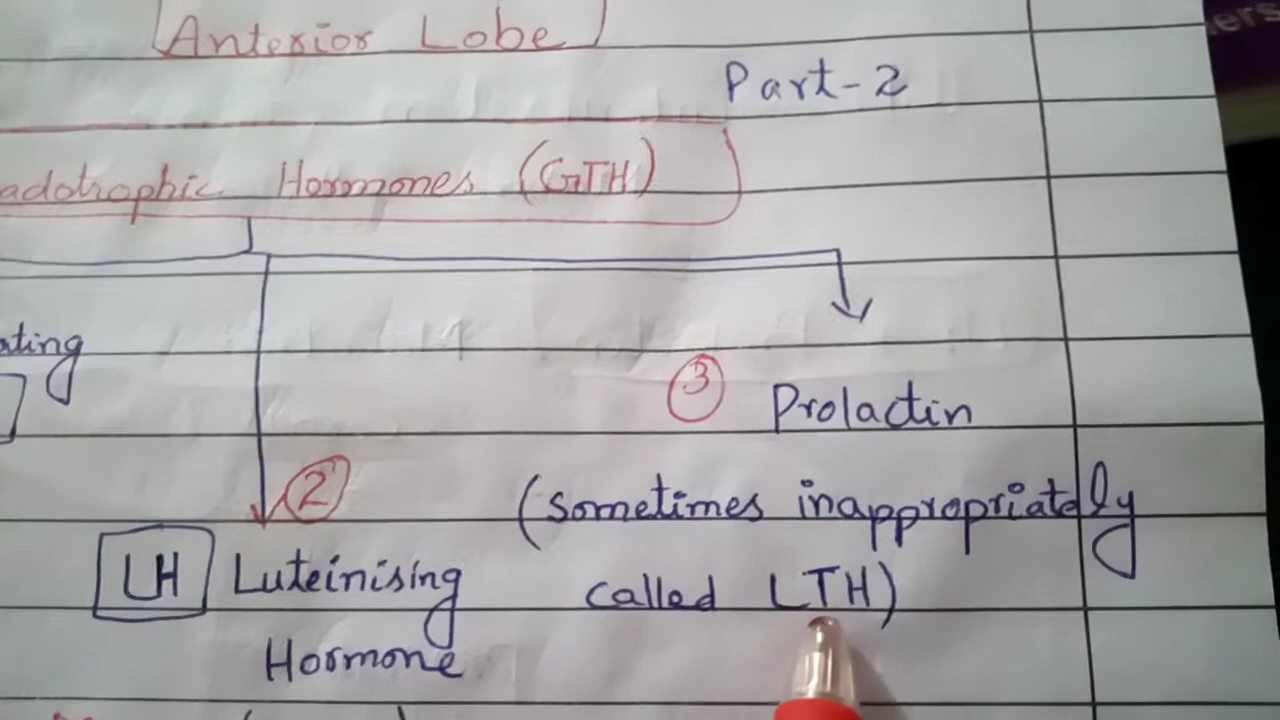 Anterior Lobe
Part-2
adotrophic Hormones (GTH)
ating
3 Prolactin
2
(sometimes inappropriately
LH Luteinising
called LTH)
Hormone